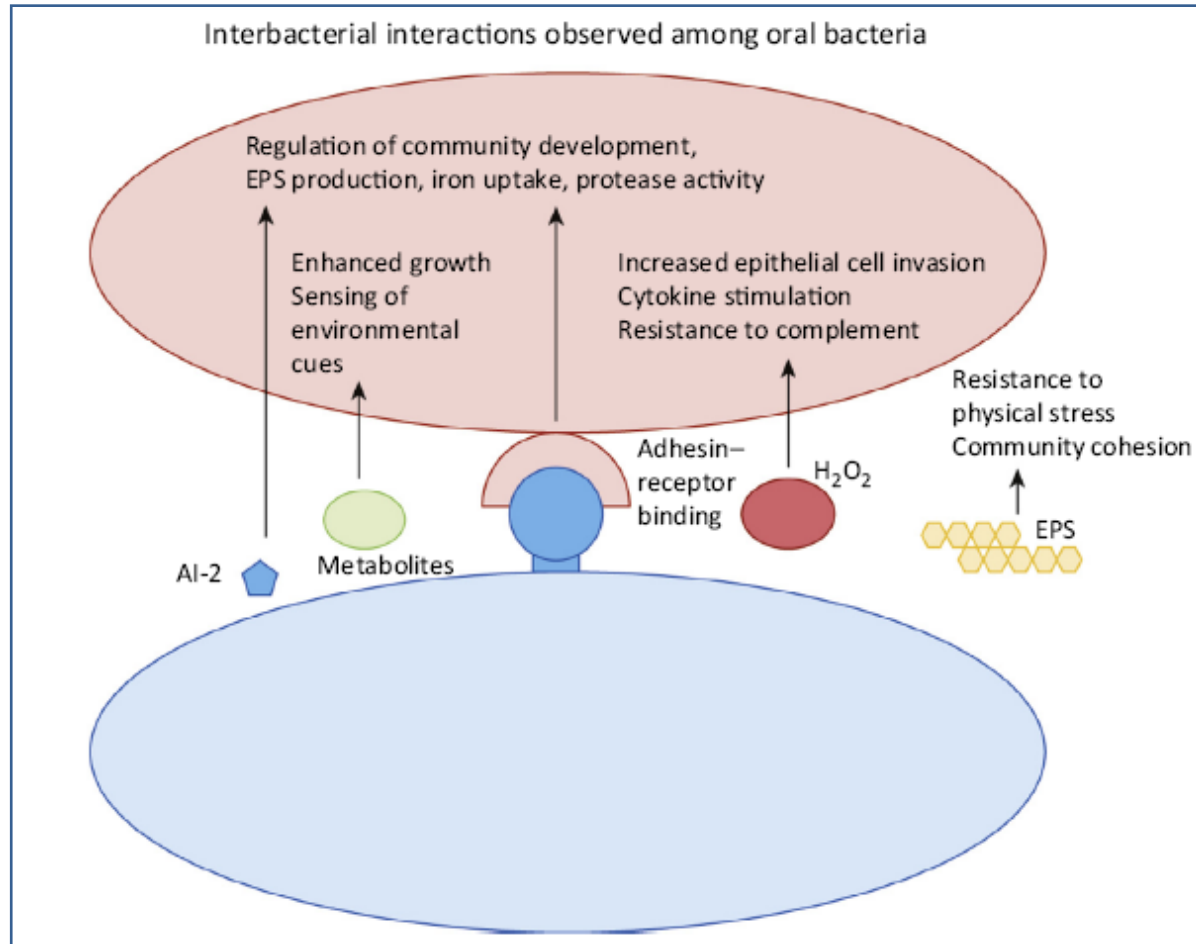 Interbacterial interactions observed among oral bacteria
Regulation of community development,
EPS production, iron uptake, protease activity
Enhanced growth
Sensing of
environmental
cues
Increased epithelial cell invasion
Cytokine stimulation
Resistance to complement
Resistance to
physical stress
Community cohesion
Adhesin–
receptor
binding
H₂O₂
EPS
AI-2
Metabolites